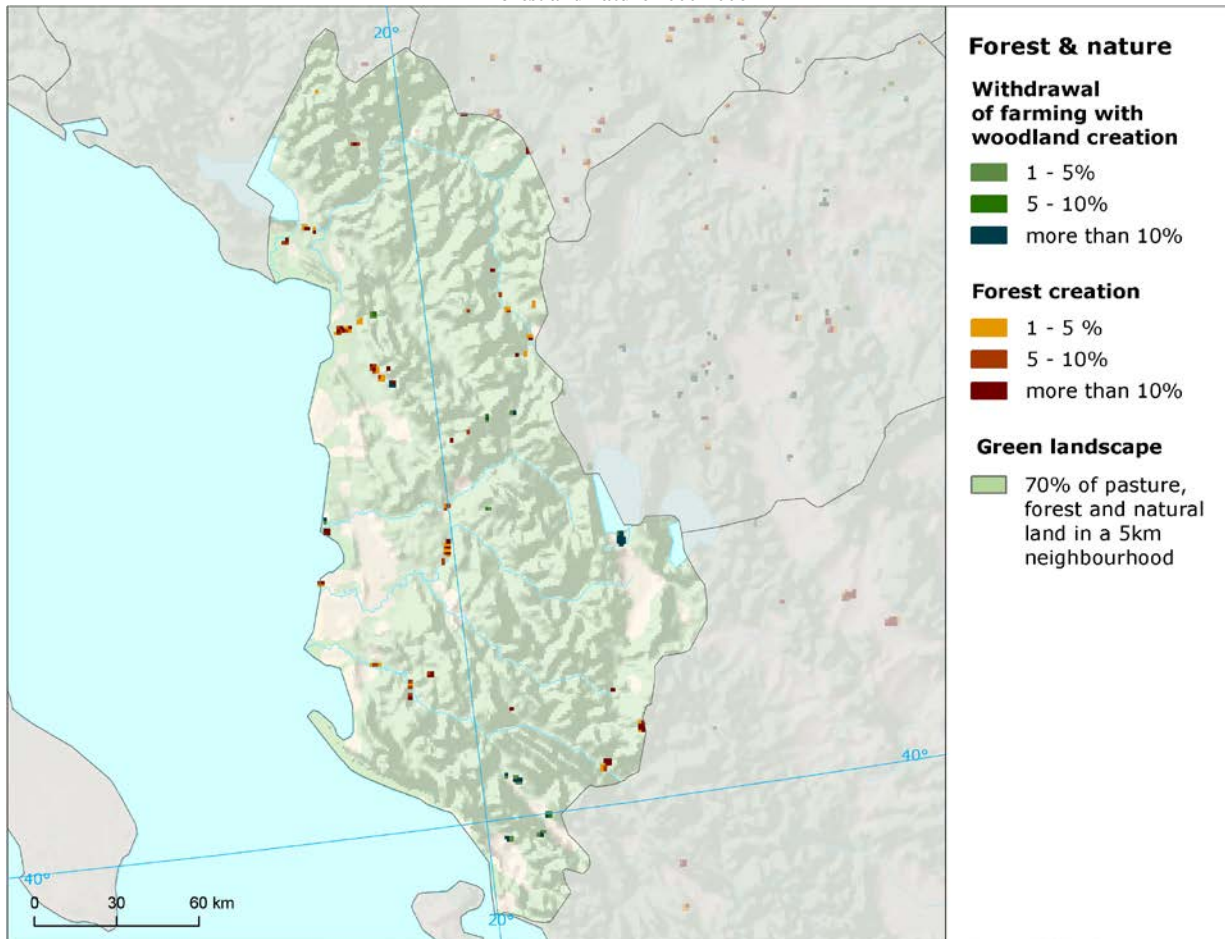 20°
40°
40°
20°
0 30 60 km
Forest & nature
Withdrawal
of farming with
woodland creation
1 - 5%
5 - 10%
more than 10%
Forest creation
1 - 5 %
5 - 10%
more than 10%
Green landscape
70% of pasture,
forest and natural
land in a 5km
neighbourhood